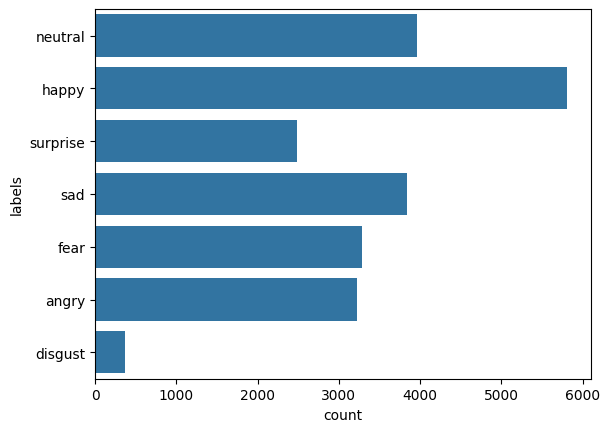 neutral
happy
surprise
sad
fear
angry
disgust
labels
0 1000 2000 3000 4000 5000 6000
count